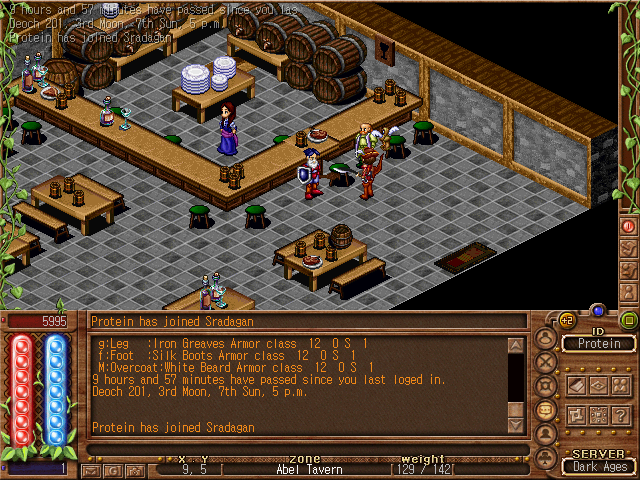 9 hours and 57 minutes have passed since you las
Deoch 201, 3rd Moon, 7th Sun, 5 p.m.
Protein has joined Sradagan
5995
Protein has joined Sradagan
g:Leg :Iron Greaves Armor class 12 0 S 1
f:Foot :Silk Boots Armor class 12 0 S 1
M:Overcoat:White Beard Armor class 12 0 S 1
9 hours and 57 minutes have passed since you last loged in.
Deoch 201, 3rd Moon, 7th Sun, 5 p.m.
Protein has joined Sradagan
+2
ID
Protein
?
1
G
x y zone weight
9, 5 [ Abel Tavern [129 / 142[
SERVER
Dark Ages